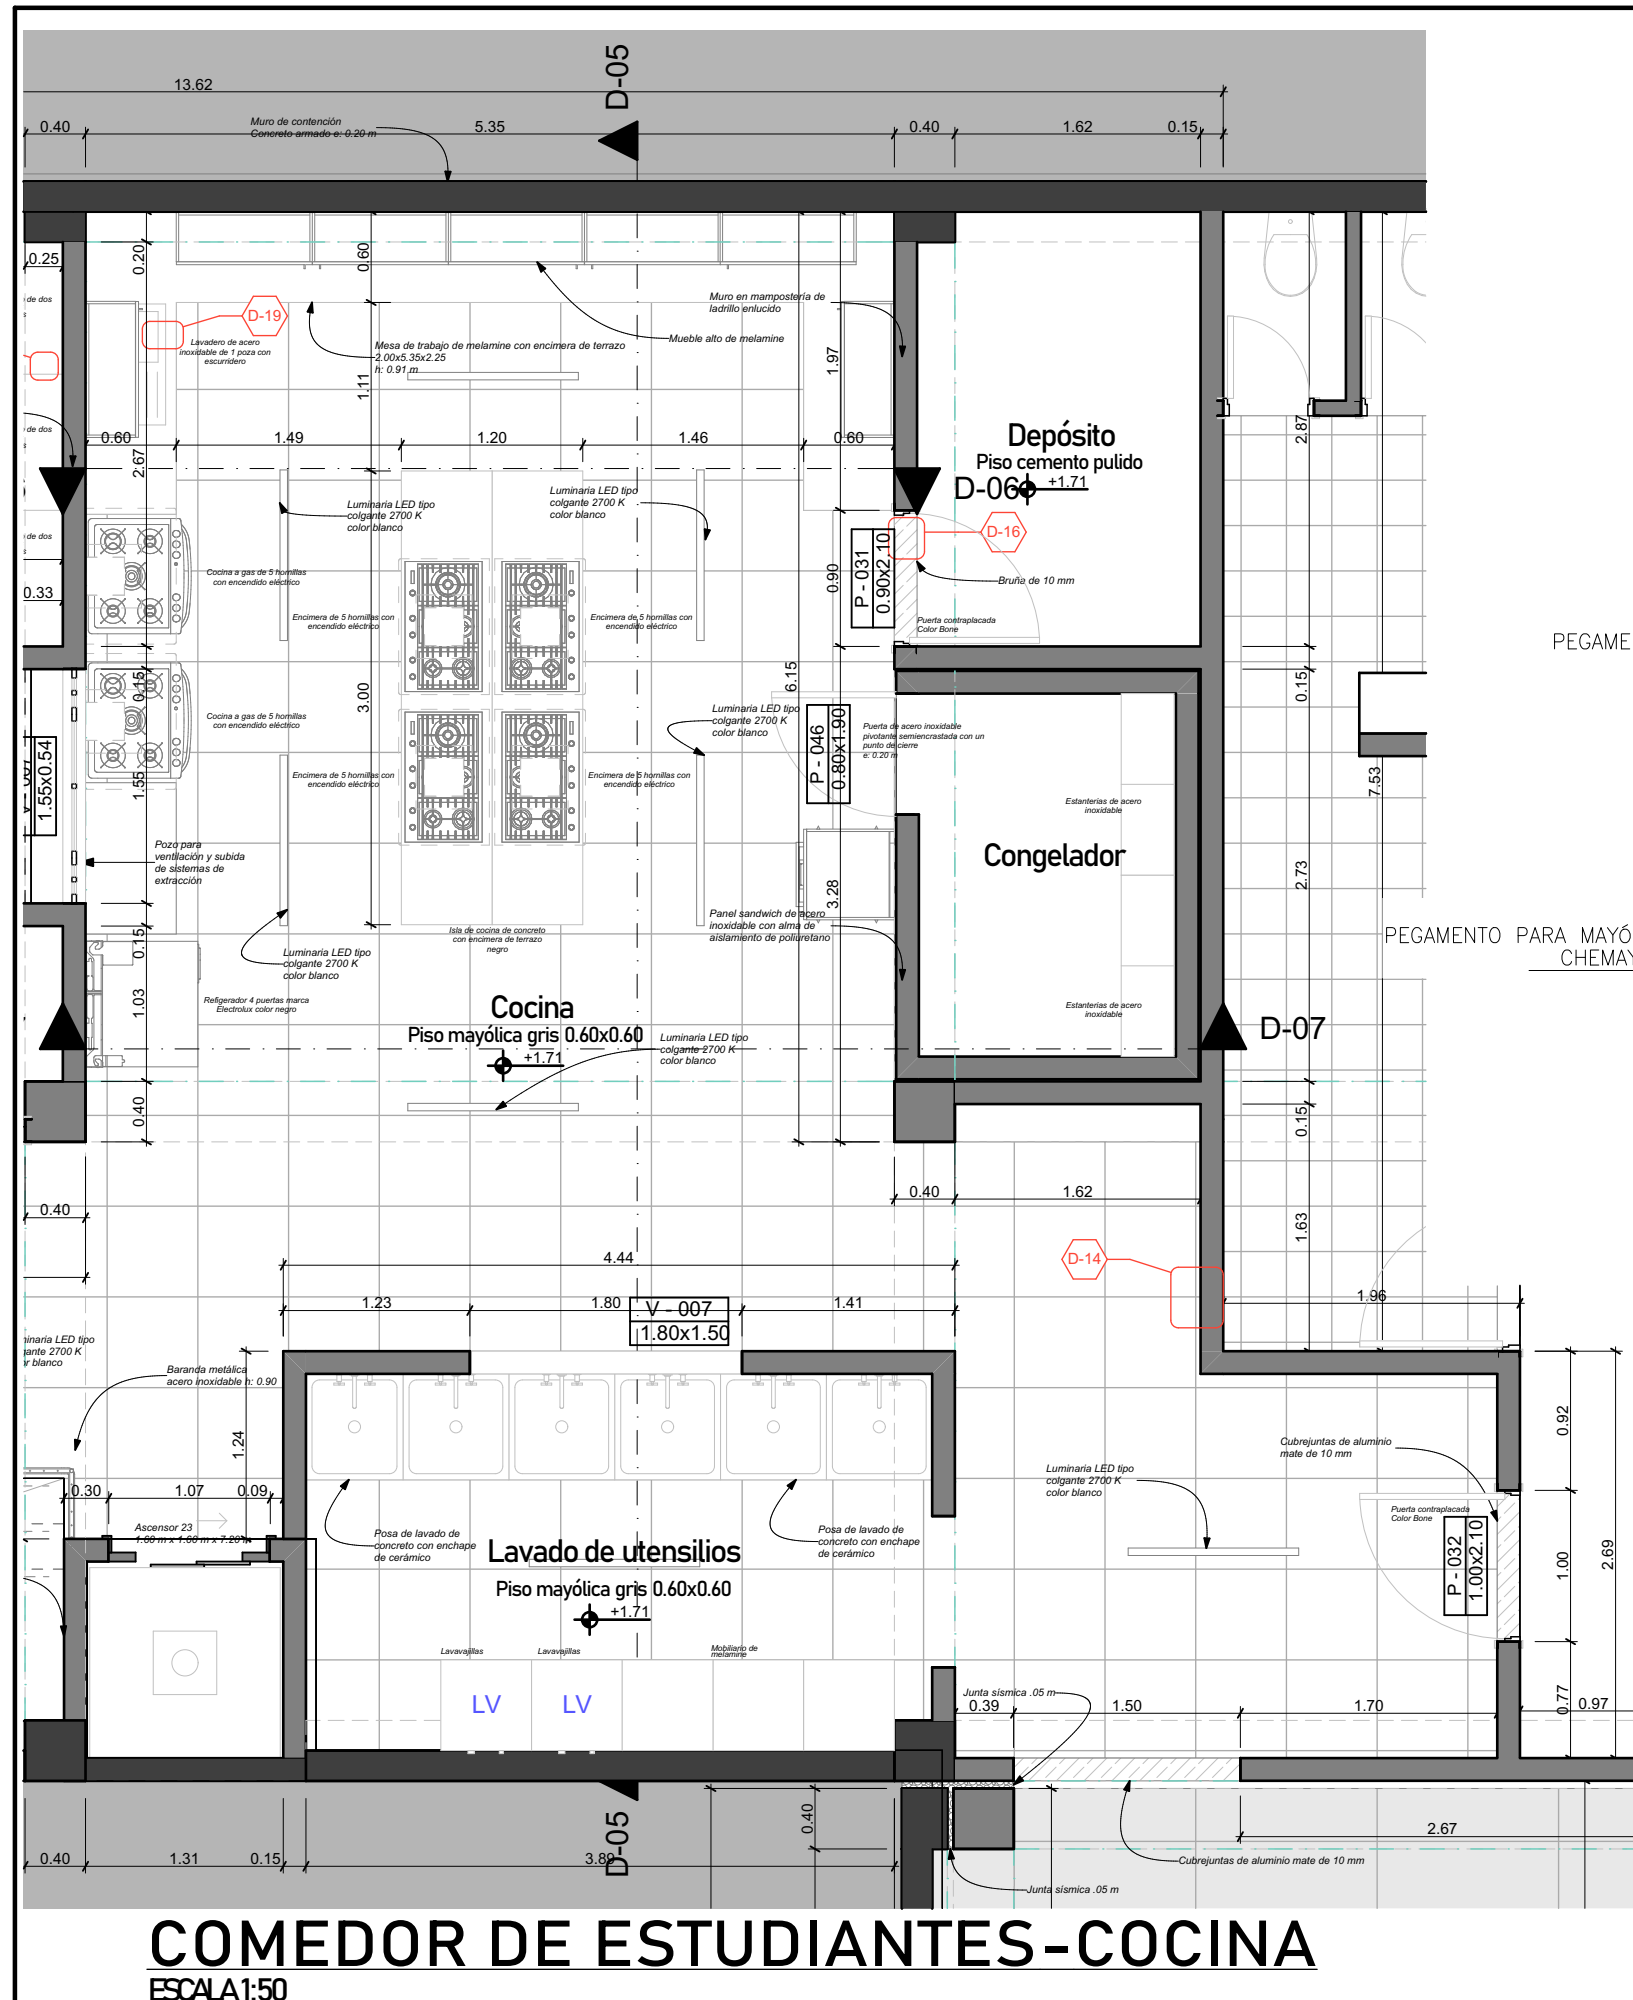 D-05
13.62
0.40
5.35
0.40
1.62
0.15
Muro de contención
Concreto armado e: 0.20 m
0.25
0.20
0.60
D-19
Lavadero de acero
inoxidable de 1 poza con
escurridero
Mesa de trabajo de melamine con encimera de terrazo
2.00x5.35x2.25
h: 0.91 m
Muro en mampostería de
ladrillo enlucido
Mueble alto de melamine
1.97
1.11
de dos
de dos
de dos
0.60
1.49
1.20
1.46
0.60
2.67
2.87
Depósito
Piso cemento pulido
+1.71
D-06
Luminaria LED tipo
colgante 2700 K
color blanco
Luminaria LED tipo
colgante 2700 K
color blanco
D-16
P - 031
0.90x2.10
0.90
Bruña de 10 mm
Puerta contraplacada
Color Bone
Cocina a gas de 5 hornillas
con encendido eléctrico
Encimera de 5 hornillas con
encendido eléctrico
Encimera de 5 hornillas con
encendido eléctrico
0.33
PEGAME
0.15
3.00
6.15
0.15
Cocina a gas de 5 hornillas
con encendido eléctrico
Luminaria LED tipo
colgante 2700 K
color blanco
P - 046
0.80x1.90
Puerta de acero inoxidable
pivotante semiencrastada con un
punto de cierre
e: 0.20 m
1.55x0.54
1.55
Encimera de 5 hornillas con
encendido eléctrico
Encimera de 5 hornillas con
encendido eléctrico
7.53
Estanterias de acero
inoxidable
Pozo para
ventilación y subida
de sistemas de
extracción
Congelador
3.28
2.73
Panel sandwich de acero
inoxidable con alma de
aislamiento de poliuretano
Isla de cocina de concreto
con encimera de terrazo
negro
0.15
Luminaria LED tipo
colgante 2700 K
color blanco
PEGAMENTO PARA MAYÓ
CHEMAY
1.03
Refigerador 4 puertas marca
Electrolux color negro
Cocina
Piso mayólica gris 0.60x0.60
+1.71
Luminaria LED tipo
colgante 2700 K
color blanco
Estanterias de acero
inoxidable
D-07
0.40
0.15
0.40
0.40
1.62
1.63
4.44
D-14
1.23
1.80
1.41
V - 007
1.80x1.50
1.96
minaria LED tipo
gante 2700 K
or blanco
Baranda metálica
acero inoxidable h: 0.90
1.24
0.92
Cubrejuntas de aluminio
mate de 10 mm
Luminaria LED tipo
colgante 2700 K
color blanco
0.30
1.07
0.09
Ascensor 23
Posa de lavado de
concreto con enchape
de cerámico
Posa de lavado de
concreto con enchape
de cerámico
Puerta contraplacada
Color Bone
P - 032
1.00x2.10
1.00
2.69
Lavado de utensilios
Piso mayólica gris 0.60x0.60
+1.71
Lavavajillas
Lavavajillas
Mobiliario de
melamine
LV
LV
Junta sísmica .05 m
0.39
1.50
1.70
0.77
0.97
0.40
2.67
0.40
1.31
0.15
3.89
D-05
Cubrejuntas de aluminio mate de 10 mm
Junta sísmica .05 m
COMEDOR DE ESTUDIANTES-COCINA
ESCALA 1:50